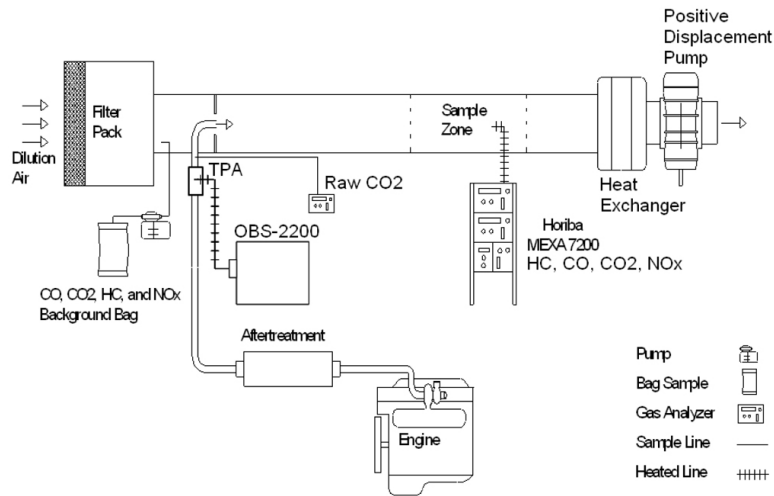 Positive
Displacement
Pump
Filter
Pack
Sample
Zone
Dilution
Air
TPA
Raw CO2
Heat
Exchanger
OBS-2200
Horiba
MEXA 7200
HC, CO, CO2, NOx
CO, CO2, HC, and NOx
Background Bag
Aftertreatment
Engine
Pump
Bag Sample
Gas Analyzer
Sample Line
Heated Line